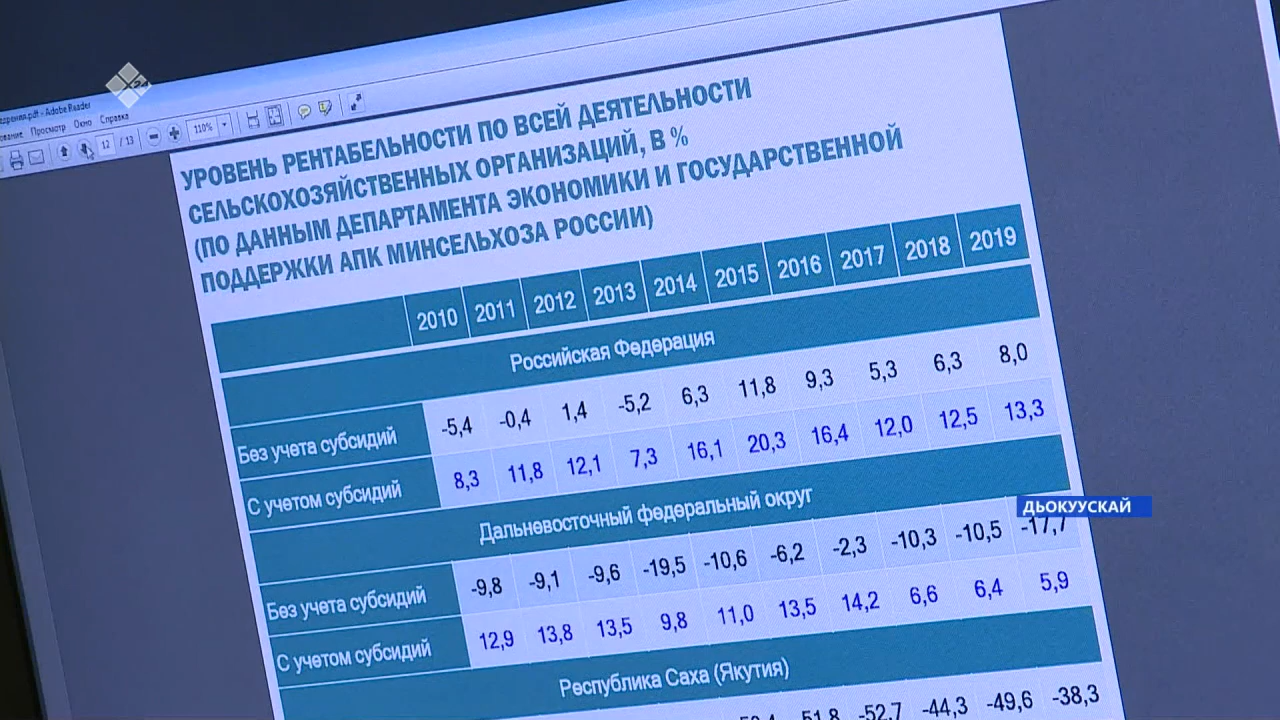 X24
.pdf - Adobe Reader
Просмотр Окно Справка
12 / 13 110%
УРОВЕНЬ РЕНТАБЕЛЬНОСТИ ПО ВСЕЙ ДЕЯТЕЛЬНОСТИ
СЕЛЬСКОХОЗЯЙСТВЕННЫХ ОРГАНИЗАЦИЙ, В %
(ПО ДАННЫМ ДЕПАРТАМЕНТА ЭКОНОМИКИ И ГОСУДАРСТВЕННОЙ
ПОДДЕРЖКИ АПК МИНСЕЛЬХОЗА РОССИИ)
2010 2011 2012 2013 2014 2015 2016 2017 2018 2019
Российская Федерация
Без учета субсидий -5,4 -0,4 1,4 -5,2 6,3 11,8 9,3 5,3 6,3 8,0
С учетом субсидий 8,3 11,8 12,1 7,3 16,1 20,3 16,4 12,0 12,5 13,3
Дальневосточный федеральный округ
ДЬОКУУСКАЙ
Без учета субсидий -9,8 -9,1 -9,6 -19,5 -10,6 -6,2 -2,3 -10,3 -10,5 -17,7
С учетом субсидий 12,9 13,8 13,5 9,8 11,0 13,5 14,2 6,6 6,4 5,9
Республика Саха (Якутия)
-52,7 -44,3 -49,6 -38,3